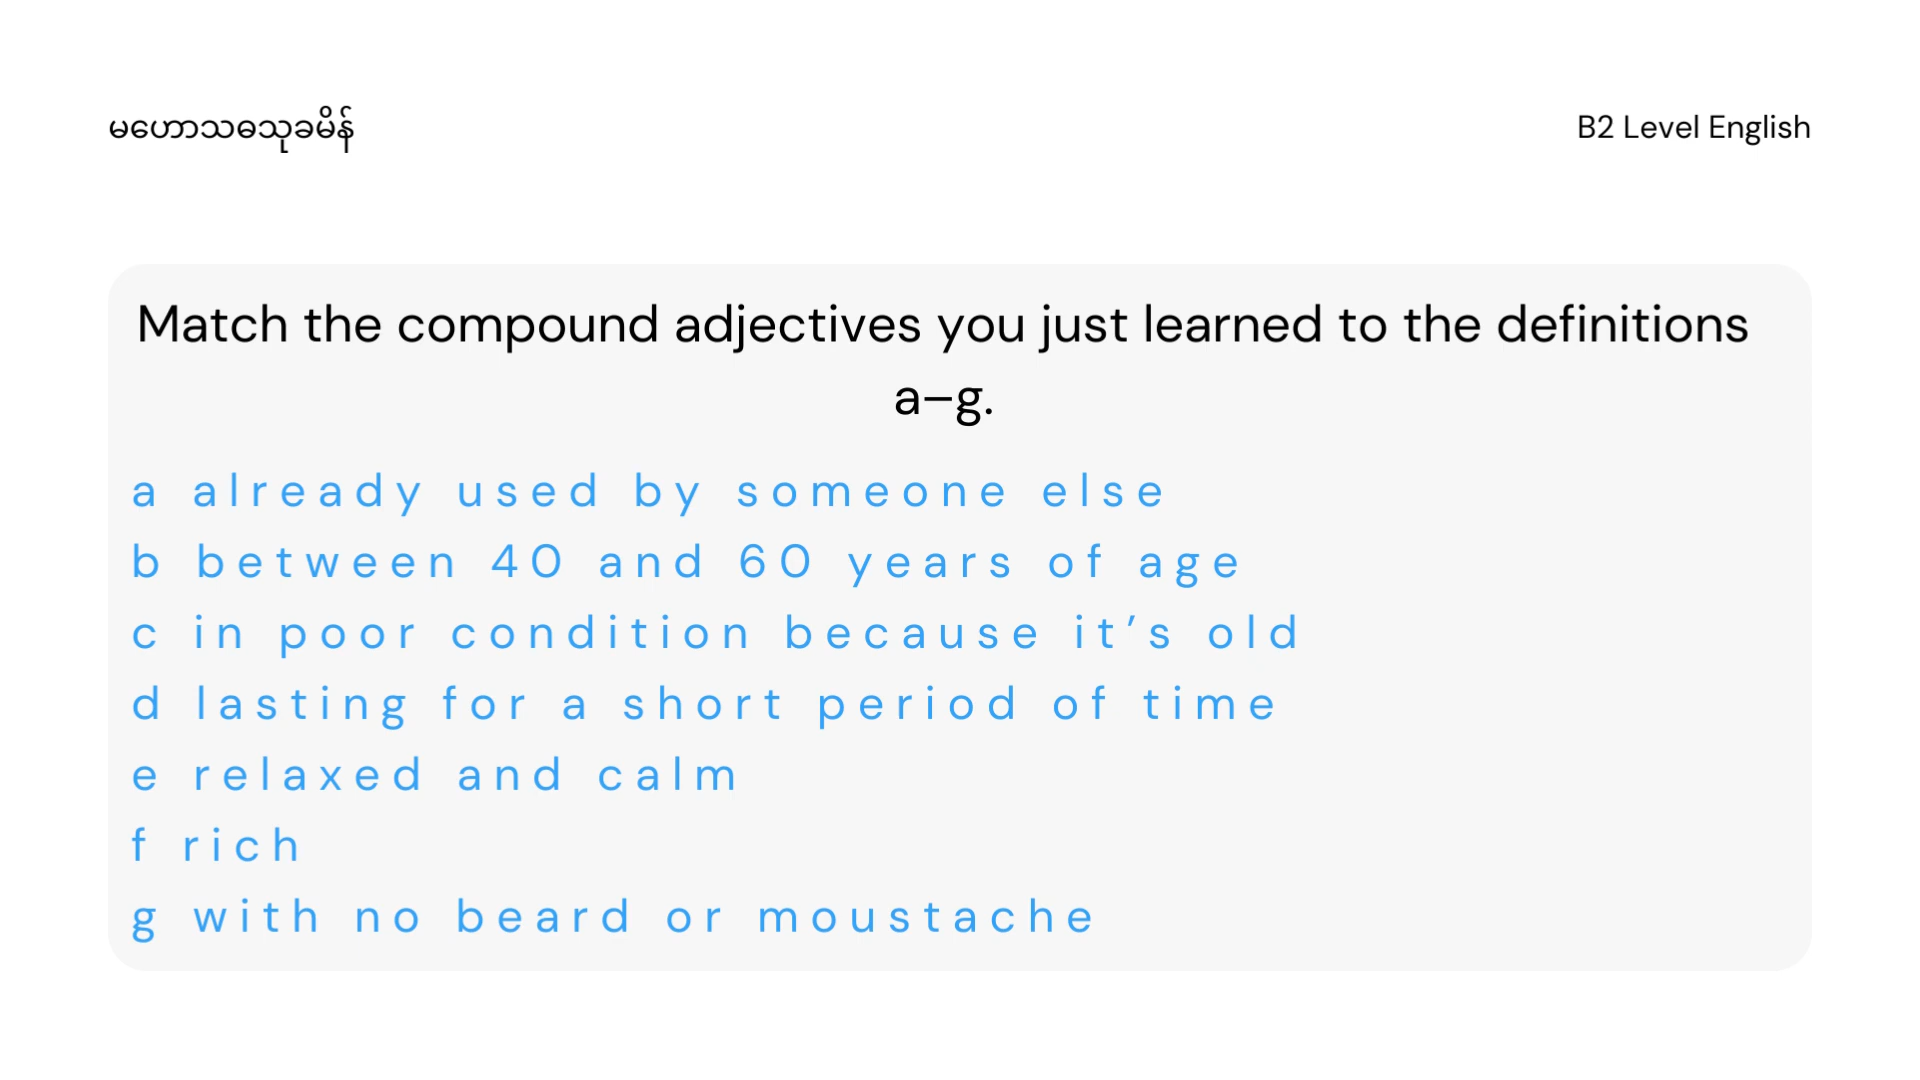 မဟောသဓသုခမိန်
B2 Level English
Match the compound adjectives you just learned to the definitions
a–g.
a already used by someone else
b between 40 and 60 years of age
c in poor condition because it’s old
d lasting for a short period of time
e relaxed and calm
f rich
g with no beard or moustache